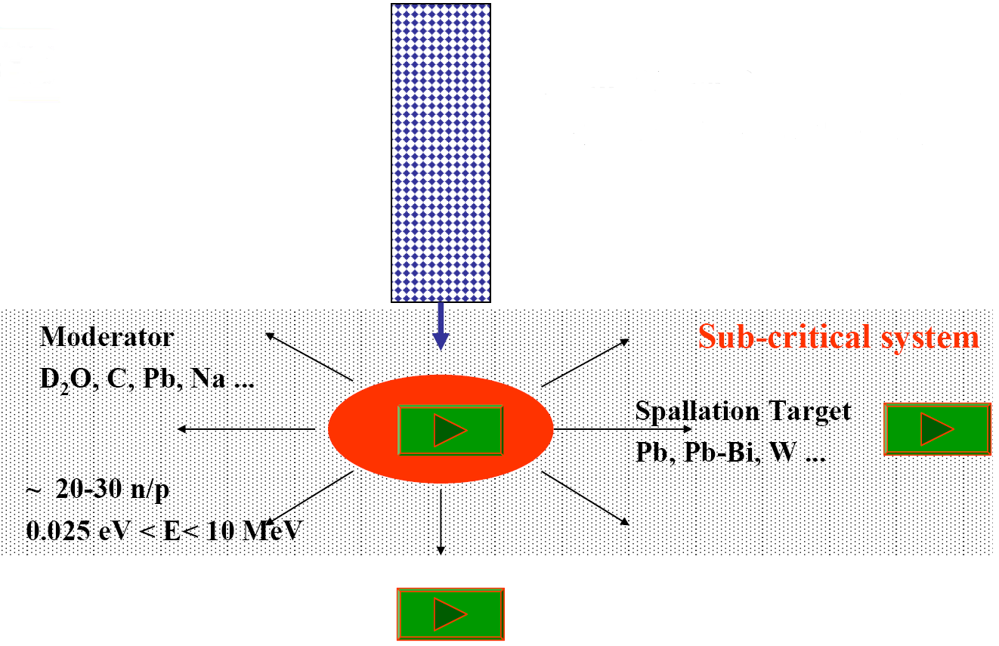 Moderator
D₂O, C, Pb, Na ...
Sub-critical system
Spallation Target
Pb, Pb-Bi, W ...
~ 20-30 n/p
0.025 eV < E< 10 MeV